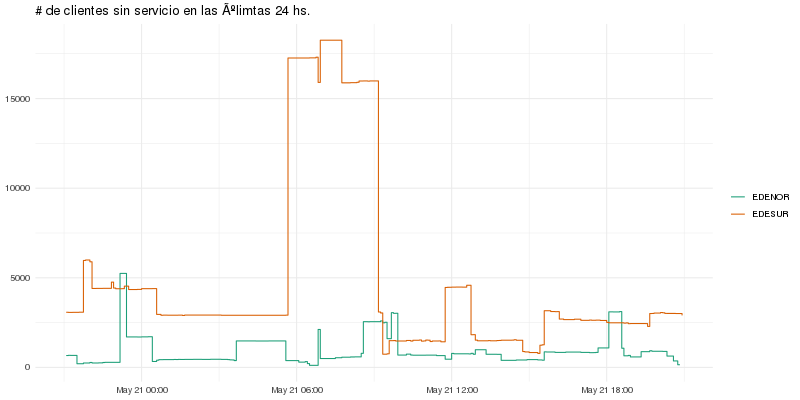 # de clientes sin servicio en las Ãºlimtas 24 hs.
15000
10000
5000
0
May 21 00:00
May 21 06:00
May 21 12:00
May 21 18:00
EDENOR
EDESUR